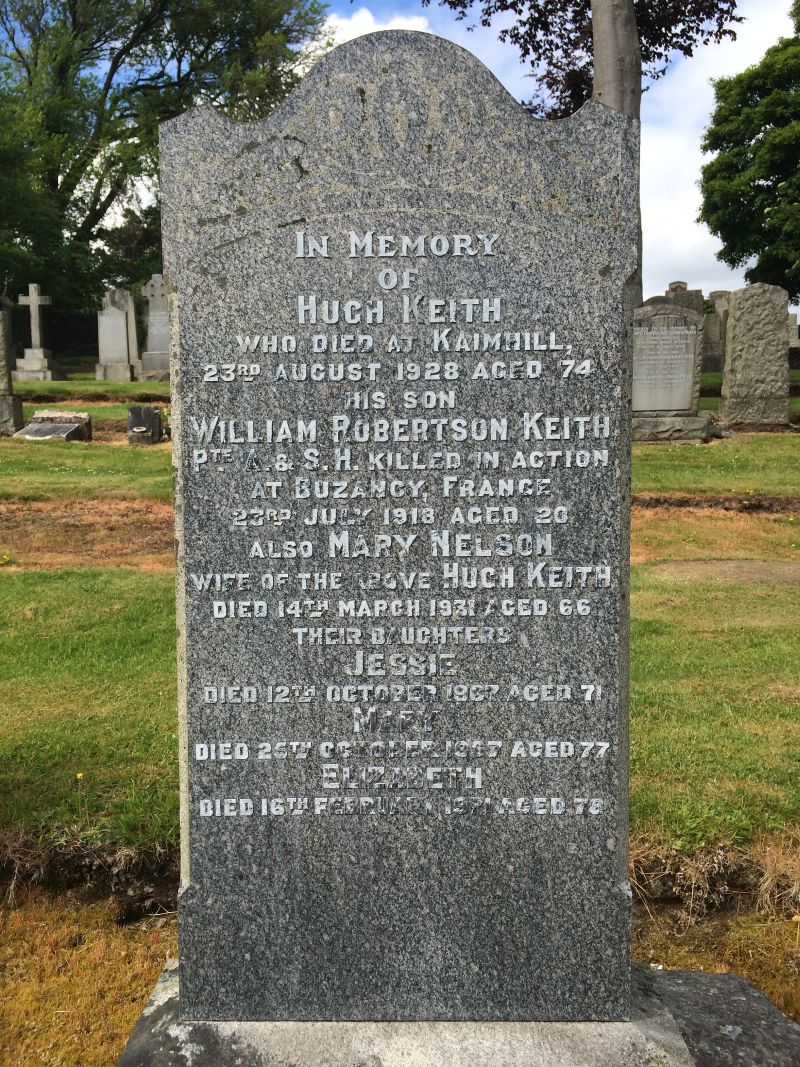 IN MEMORY
OF
HUGH KEITH
WHO DIED AT KAIMHILL,
23RD AUGUST 1928 AGED 74
HIS SON
WILLIAM ROBERTSON KEITH
PTE A. & S. H. KILLED IN ACTION
AT BUZANCY, FRANCE
23RD JULY 1918 AGED 20
ALSO MARY NELSON
WIFE OF THE ABOVE HUGH KEITH
DIED 14TH MARCH 1931 AGED 66
THEIR DAUGHTERS
JESSIE
DIED 12TH OCTOBER 1967 AGED 71
MARY
DIED 26TH OCTOBER 1967 AGED 77
ELIZABETH
DIED 16TH FEBRUARY 1971 AGED 78